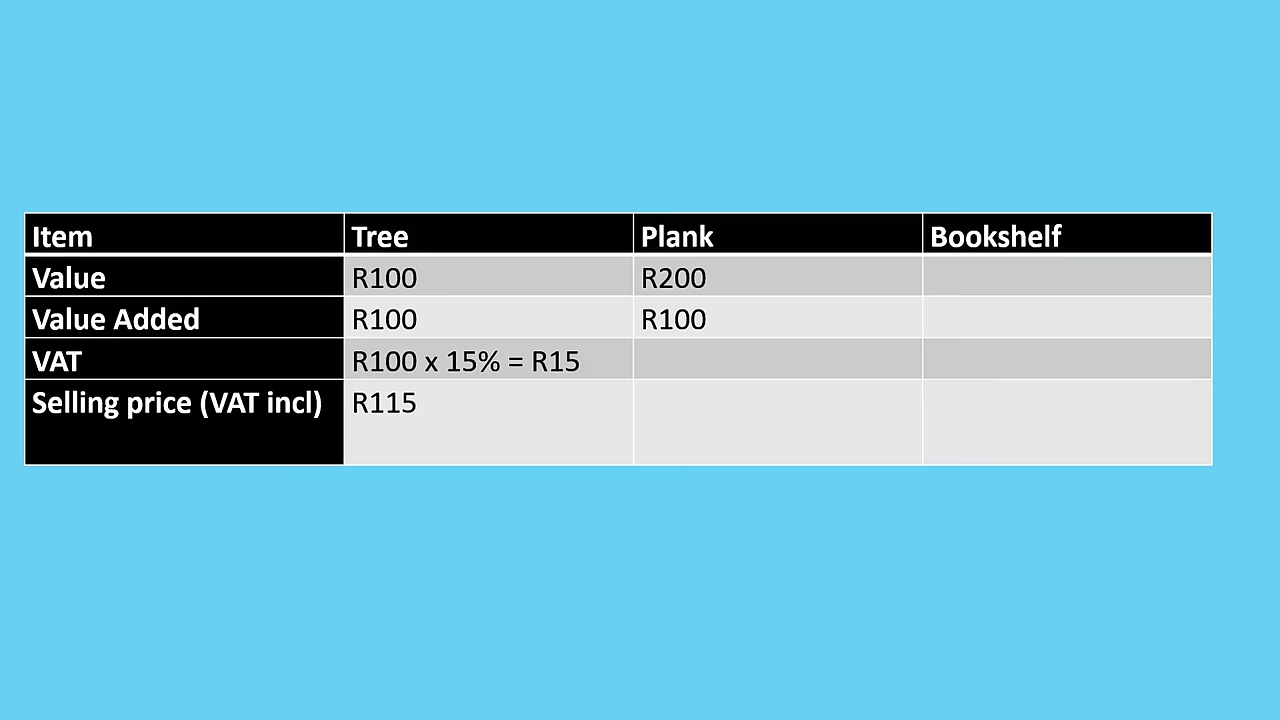 Item Tree Plank Bookshelf
Value R100 R200
Value Added R100 R100
VAT R100 x 15% = R15
Selling price (VAT incl) R115